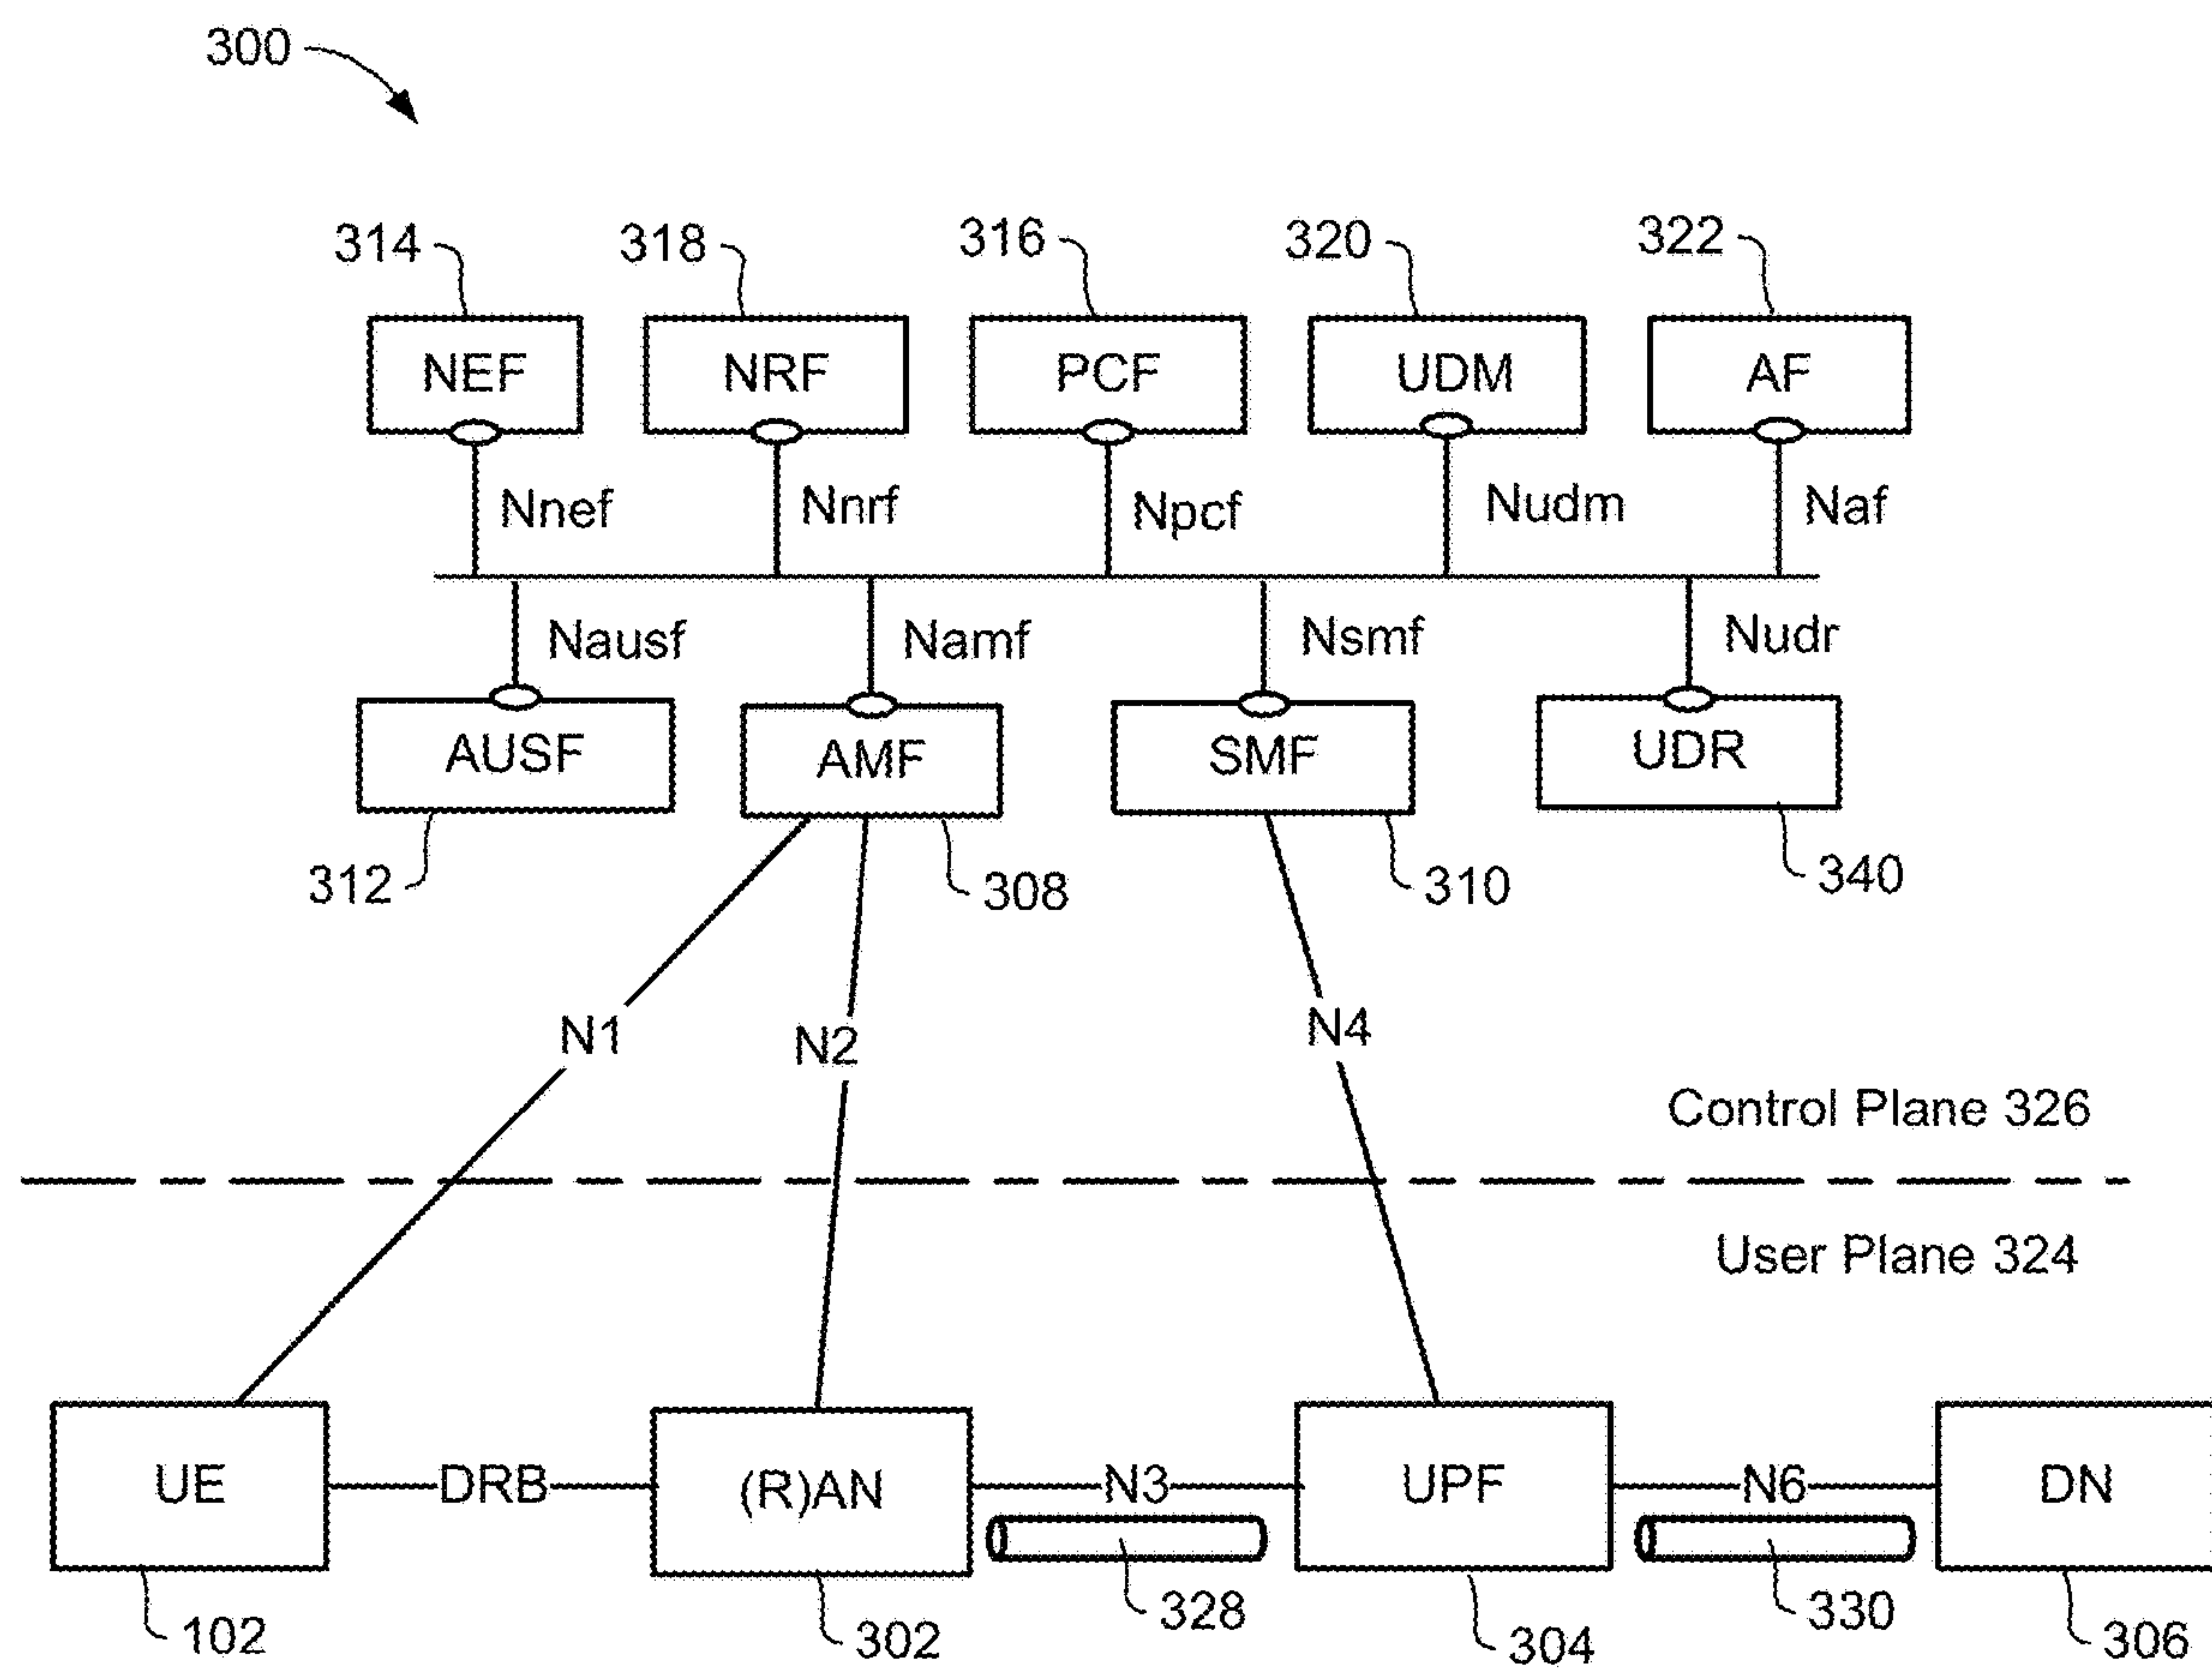 300
314 318 316 320 322
NEF NRF PCF UDM AF
Nnef Nnrf Npcf Nudm Naf
Nausf Namf Nsmf Nudr
AUSF AMF SMF UDR
312 308 310 340
N1 N2 N4
Control Plane 326
User Plane 324
UE DRB (R)AN N3 UPF N6 DN
102 302 328 304 330 306